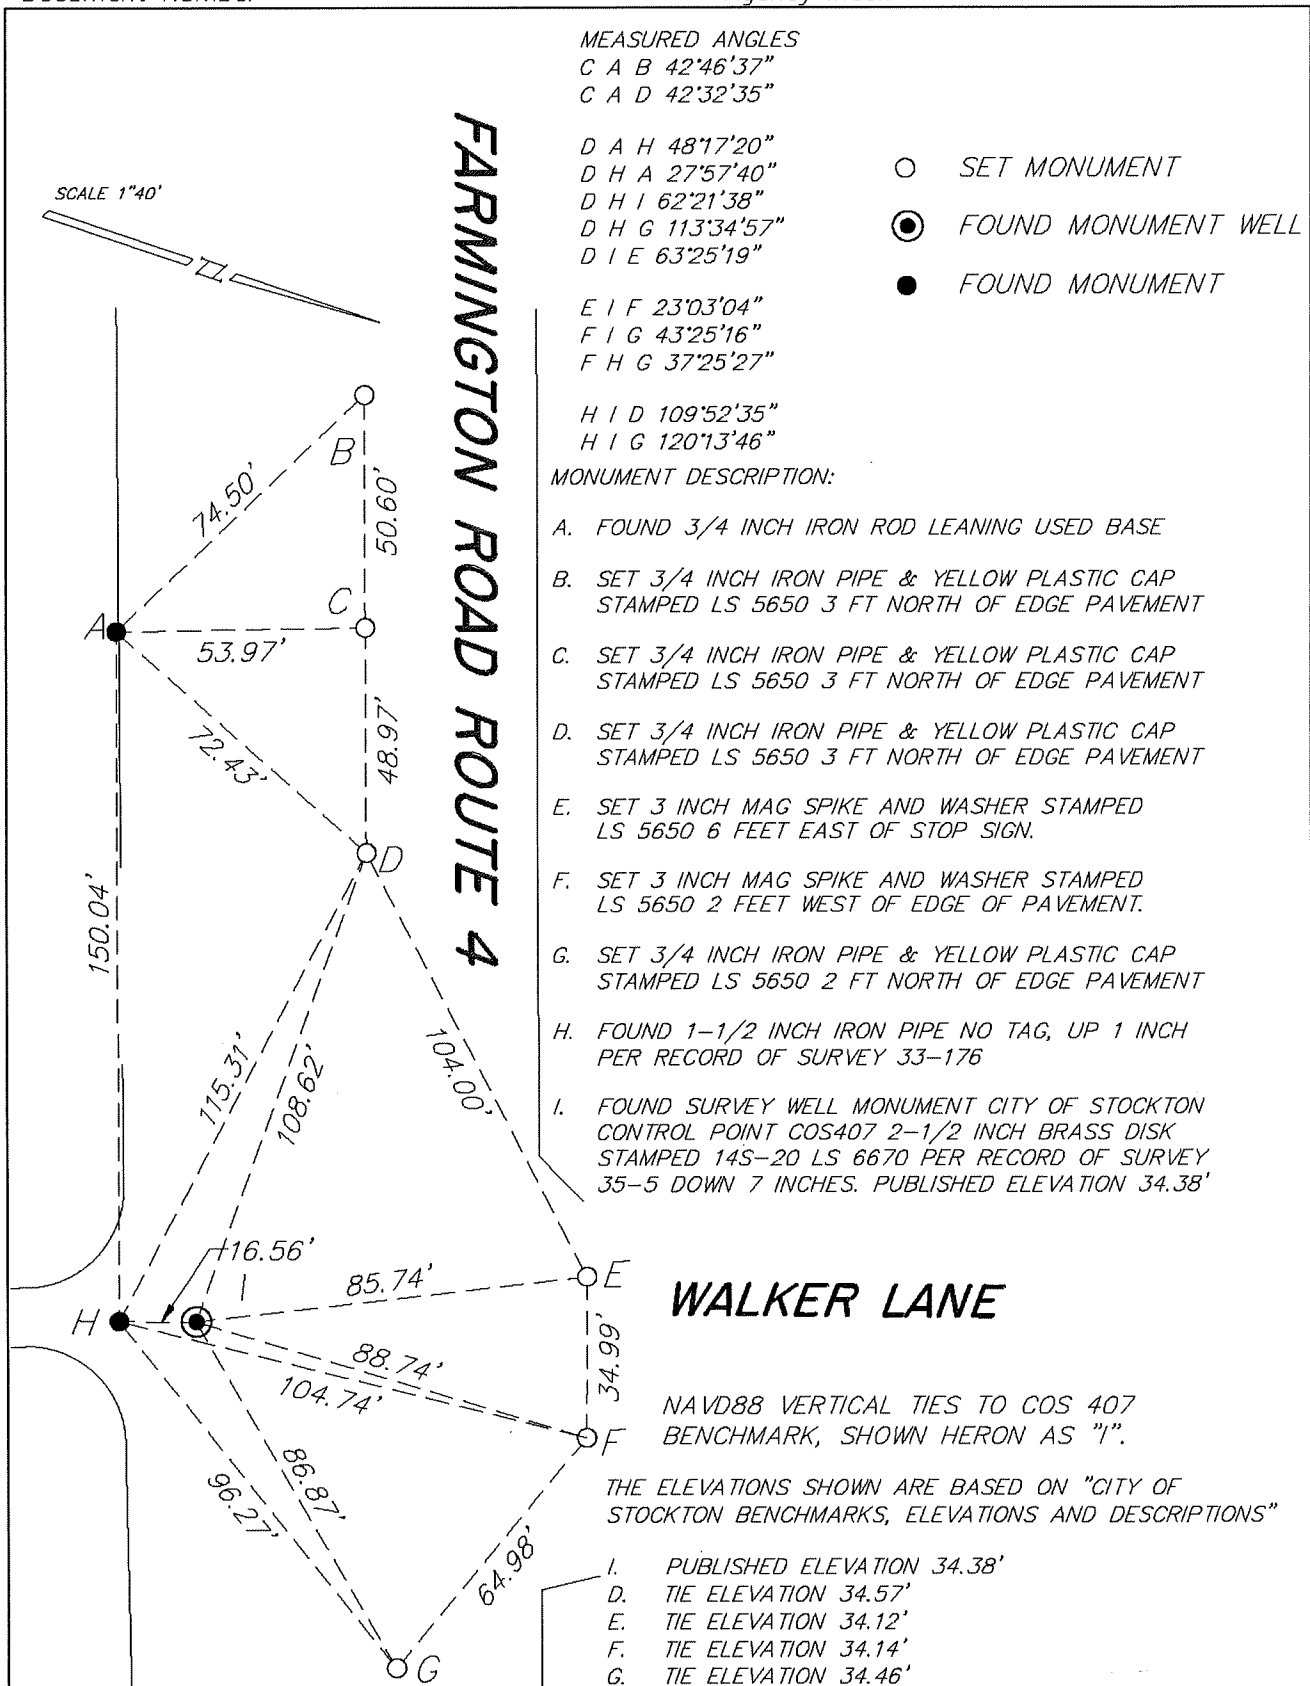 MEASURED ANGLES
C A B 42°46'37"
C A D 42°32'35"
D A H 48°17'20"
D H A 27°57'40"
D H I 62°21'38"
D H G 113°34'57"
D I E 63°25'19"
E I F 23°03'04"
F I G 43°25'16"
F H G 37°25'27"
H I D 109°52'35"
H I G 120°13'46"
SET MONUMENT
FOUND MONUMENT WELL
FOUND MONUMENT
SCALE 1"40'
N
FARMINGTON ROAD ROUTE 4
B
74.50'
50.60'
C
A
53.97'
72.43'
48.97'
D
150.04'
115.31'
108.62'
104.00'
16.56'
I
85.74'
E
H
88.74'
104.74'
34.99'
F
96.27'
86.87'
64.98'
G
MONUMENT DESCRIPTION:
A. FOUND 3/4 INCH IRON ROD LEANING USED BASE
B. SET 3/4 INCH IRON PIPE & YELLOW PLASTIC CAP
STAMPED LS 5650 3 FT NORTH OF EDGE PAVEMENT
C. SET 3/4 INCH IRON PIPE & YELLOW PLASTIC CAP
STAMPED LS 5650 3 FT NORTH OF EDGE PAVEMENT
D. SET 3/4 INCH IRON PIPE & YELLOW PLASTIC CAP
STAMPED LS 5650 3 FT NORTH OF EDGE PAVEMENT
E. SET 3 INCH MAG SPIKE AND WASHER STAMPED
LS 5650 6 FEET EAST OF STOP SIGN.
F. SET 3 INCH MAG SPIKE AND WASHER STAMPED
LS 5650 2 FEET WEST OF EDGE OF PAVEMENT.
G. SET 3/4 INCH IRON PIPE & YELLOW PLASTIC CAP
STAMPED LS 5650 2 FT NORTH OF EDGE PAVEMENT
H. FOUND 1-1/2 INCH IRON PIPE NO TAG, UP 1 INCH
PER RECORD OF SURVEY 33-176
I. FOUND SURVEY WELL MONUMENT CITY OF STOCKTON
CONTROL POINT COS407 2-1/2 INCH BRASS DISK
STAMPED 14S-20 LS 6670 PER RECORD OF SURVEY
35-5 DOWN 7 INCHES. PUBLISHED ELEVATION 34.38'
WALKER LANE
NAVD88 VERTICAL TIES TO COS 407
BENCHMARK, SHOWN HERON AS "I".
THE ELEVATIONS SHOWN ARE BASED ON "CITY OF
STOCKTON BENCHMARKS, ELEVATIONS AND DESCRIPTIONS"
I. PUBLISHED ELEVATION 34.38'
D. TIE ELEVATION 34.57'
E. TIE ELEVATION 34.12'
F. TIE ELEVATION 34.14'
G. TIE ELEVATION 34.46'